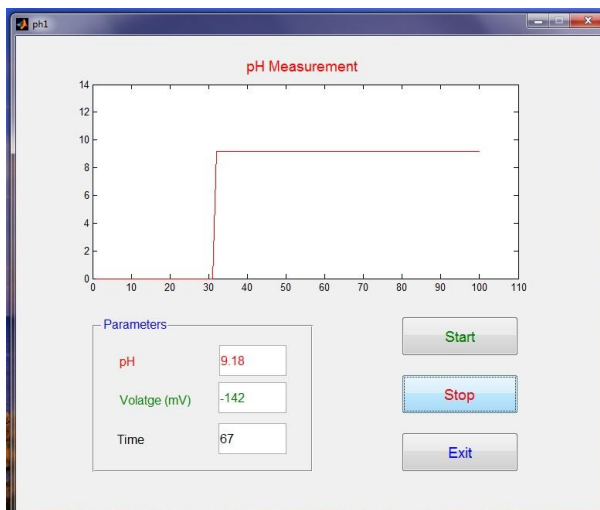 ph1
pH Measurement
14
12
10
8
6
4
2
0
0 10 20 30 40 50 60 70 80 90 100 110
Parameters
pH 9.18
Volatge (mV) -142
Time 67
Start
Stop
Exit